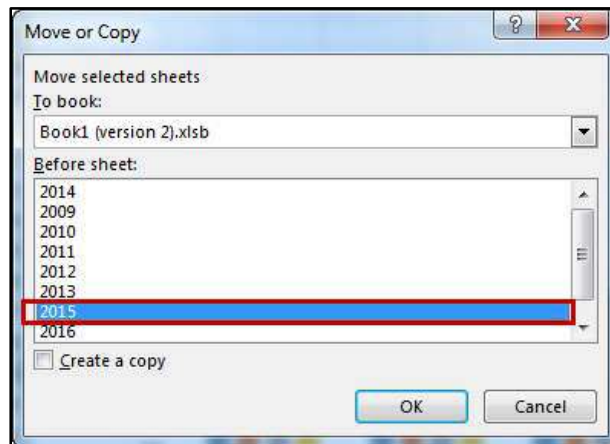 Move or Copy
Move selected sheets
To book:
Book1 (version 2).xlsb
Before sheet:
2014
2009
2010
2011
2012
2013
2015
2016
Create a copy
OK Cancel